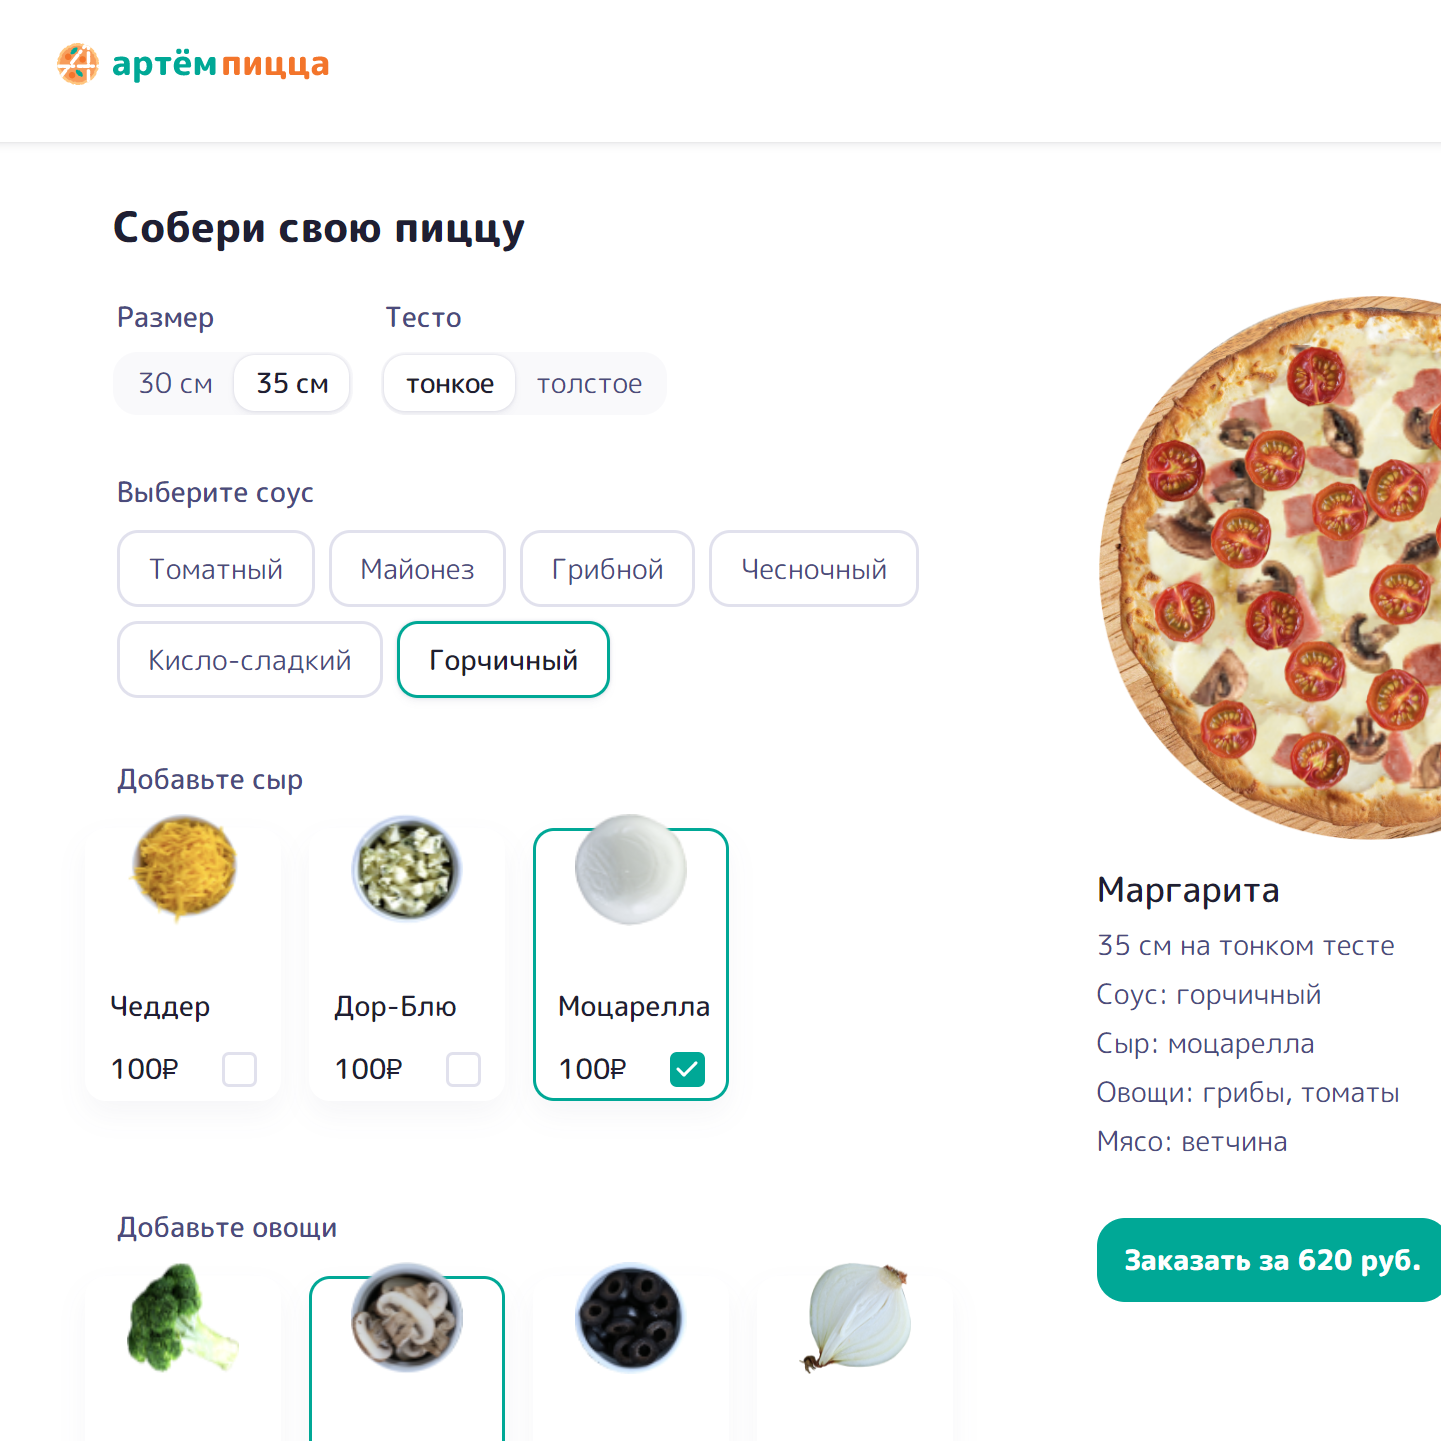 артёмпицца
Собери свою пиццу
Размер
Тесто
30 см
35 см
тонкое
толстое
Выберите соус
Томатный
Майонез
Грибной
Чесночный
Кисло-сладкий
Горчичный
Добавьте сыр
Чеддер
Дор-Блю
Моцарелла
100₽
100₽
100₽
Добавьте овощи
Маргарита
35 см на тонком тесте
Соус: горчичный
Сыр: моцарелла
Овощи: грибы, томаты
Мясо: ветчина
Заказать за 620 руб.